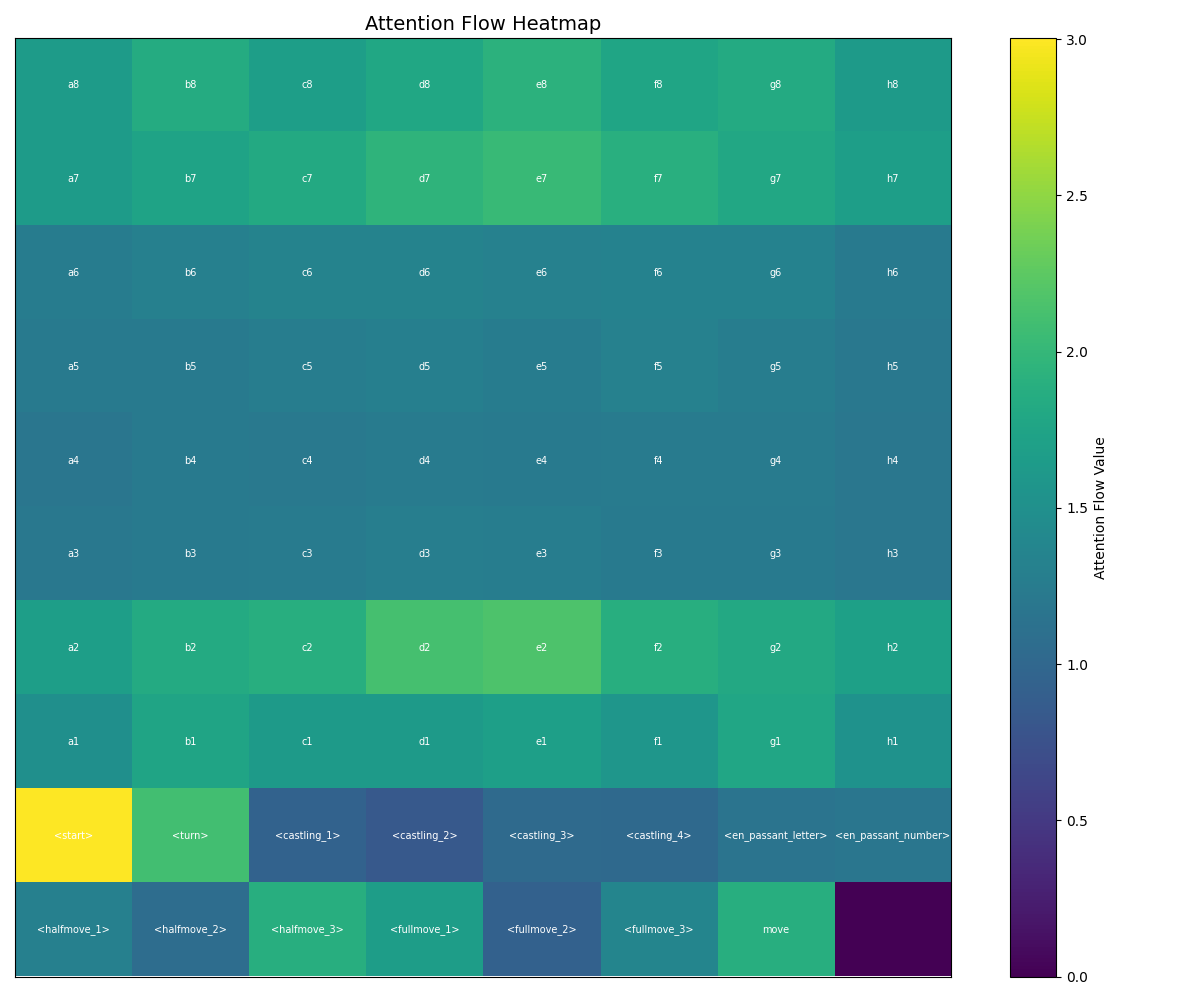 Attention Flow Heatmap
a8 b8 c8 d8 e8 f8 g8 h8
a7 b7 c7 d7 e7 f7 g7 h7
a6 b6 c6 d6 e6 f6 g6 h6
a5 b5 c5 d5 e5 f5 g5 h5
a4 b4 c4 d4 e4 f4 g4 h4
a3 b3 c3 d3 e3 f3 g3 h3
a2 b2 c2 d2 e2 f2 g2 h2
a1 b1 c1 d1 e1 f1 g1 h1
<start> <turn> <castling_1> <castling_2> <castling_3> <castling_4> <en_passant_letter> <en_passant_number>
<halfmove_1> <halfmove_2> <halfmove_3> <fullmove_1> <fullmove_2> <fullmove_3> move
3.0
2.5
2.0
1.5
1.0
0.5
0.0
Attention Flow Value